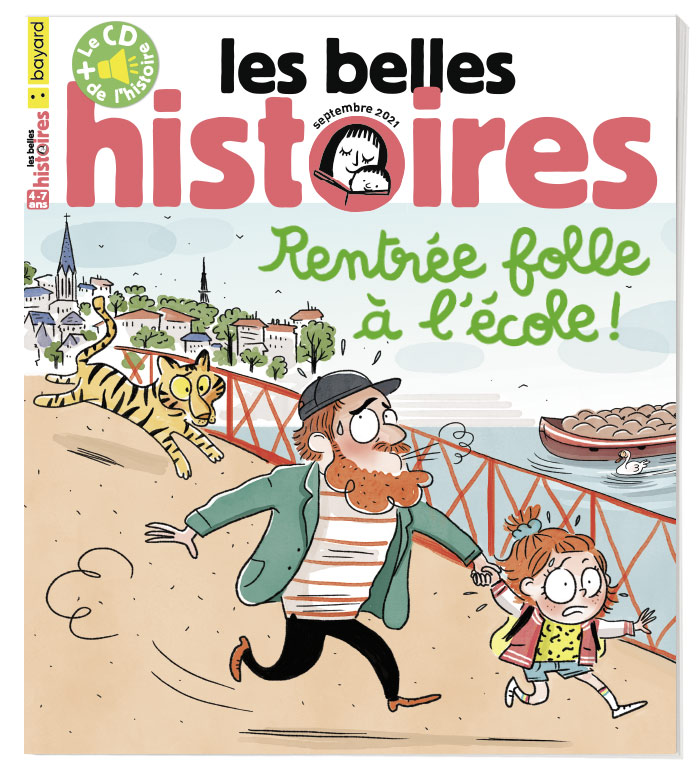 + Le CD
de l'histoire
: bayard
les belles
histoires
4-7
ans
les belles
histoires
septembre 2021
Rentrée folle
à l'école !